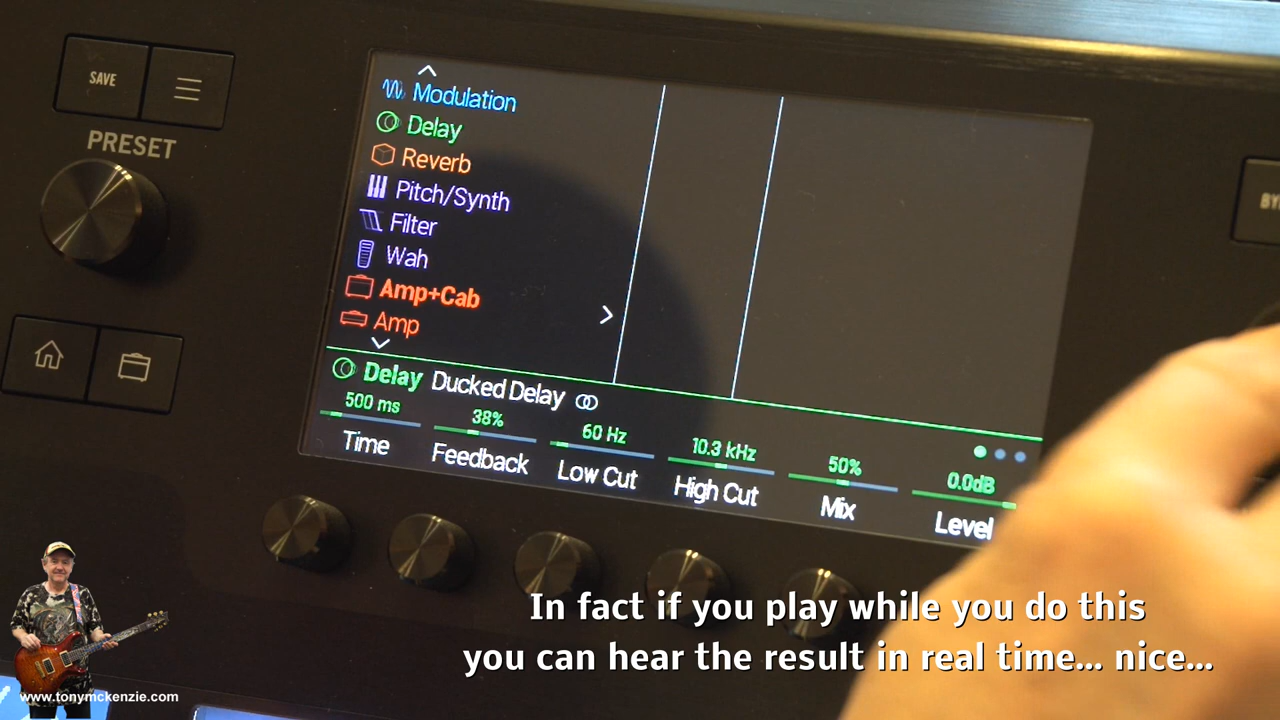 SAVE
PRESET
Modulation
Delay
Reverb
Pitch/Synth
Filter
Wah
Amp+Cab
Amp
Delay Ducked Delay
500 ms 38% 60 Hz 10.3 kHz 50% 0.0dB
Time Feedback Low Cut High Cut Mix Level
In fact if you play while you do this
you can hear the result in real time... nice...
www.tonymckenzie.com